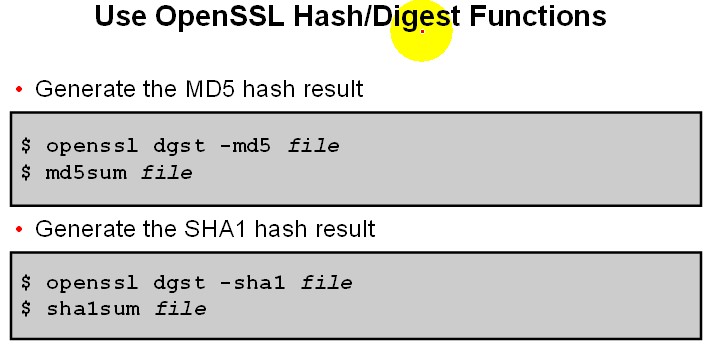 Use OpenSSL Hash/Digest Functions
• Generate the MD5 hash result
$ openssl dgst -md5 file
$ md5sum file
• Generate the SHA1 hash result
$ openssl dgst -sha1 file
$ sha1sum file